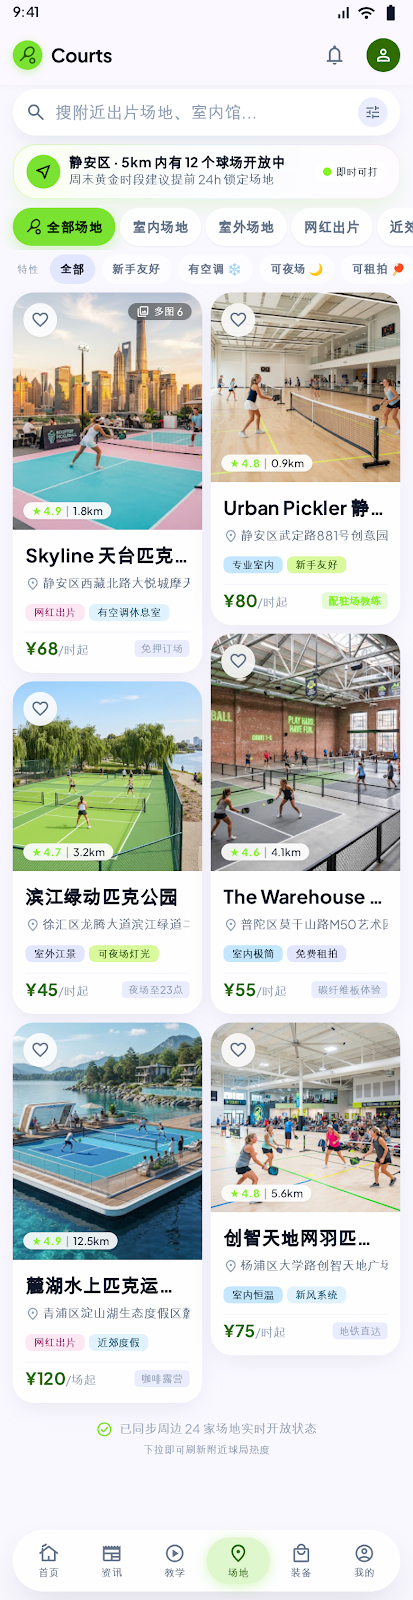 9:41
Courts
搜附近出片场地、室内馆...
静安区 · 5km 内有 12 个球场开放中
周末黄金时段建议提前 24h 锁定场地
即时可打
全部场地 室内场地 室外场地 网红出片 近郊
特性 全部 新手友好 有空调 ❄️ 可夜场 🌙 可租拍 🏓
多图 6
★ 4.9 | 1.8km
Skyline 天台匹克...
静安区西藏北路大悦城摩天
网红出片 有空调休息室
¥68/时起 免押订场
★ 4.8 | 0.9km
Urban Pickler 静...
静安区武定路881号创意园
专业室内 新手友好
¥80/时起 配驻场教练
★ 4.7 | 3.2km
滨江绿动匹克公园
徐汇区龙腾大道滨江绿道二
室外江景 可夜场灯光
¥45/时起 夜场至23点
BALL
PLAY HARD.
HAVE FUN.
★ 4.6 | 4.1km
The Warehouse ...
普陀区莫干山路M50艺术园
室内极简 免费租拍
¥55/时起 碳纤维板体验
★ 4.9 | 12.5km
麓湖水上匹克运...
青浦区淀山湖生态度假区麓
网红出片 近郊度假
¥120/场起 咖啡露营
★ 4.8 | 5.6km
创智天地网羽匹...
杨浦区大学路创智天地广场
室内恒温 新风系统
¥75/时起 地铁直达
已同步周边 24 家场地实时开放状态
下拉即可刷新附近球局热度
首页 资讯 教学 场地 装备 我的